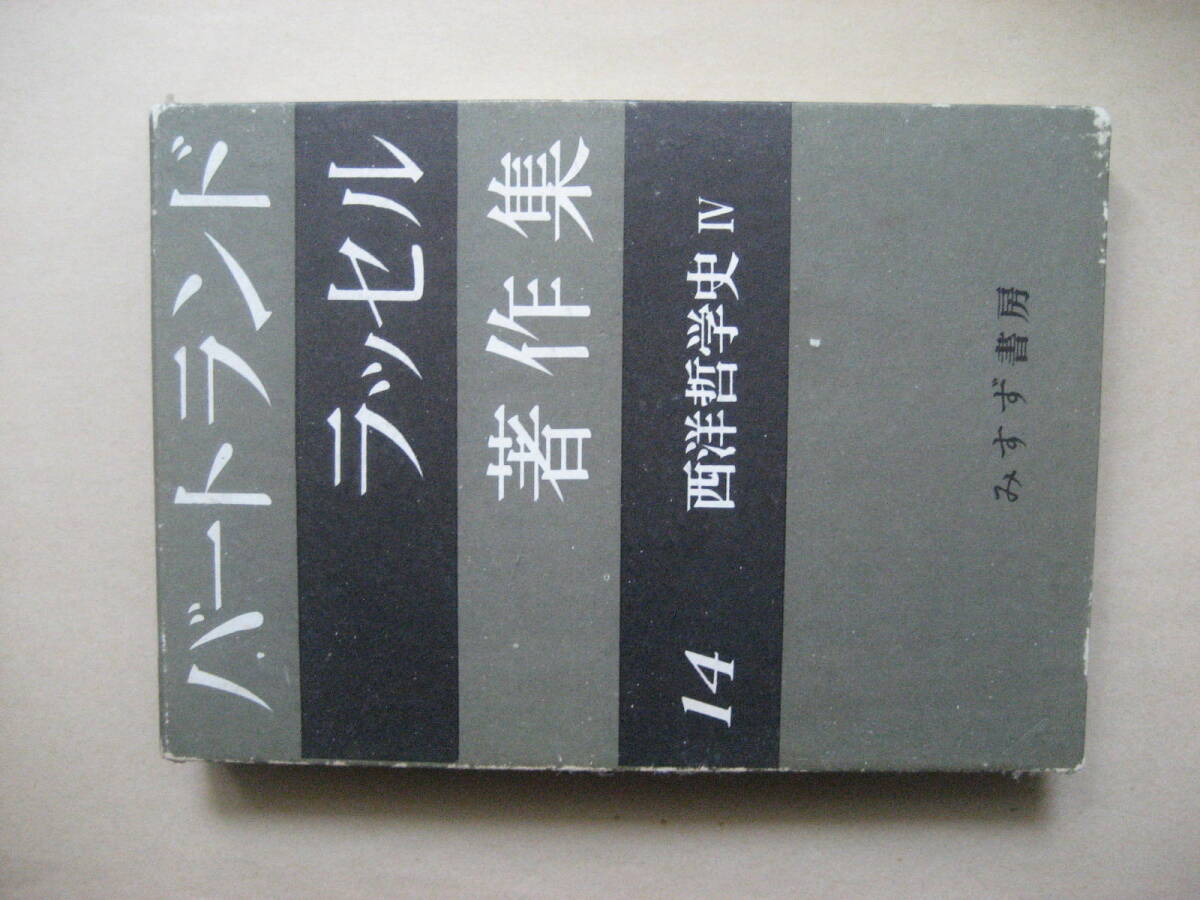 バートランド
ラッセル
著作集
14 西洋哲学史 IV
みすず書房